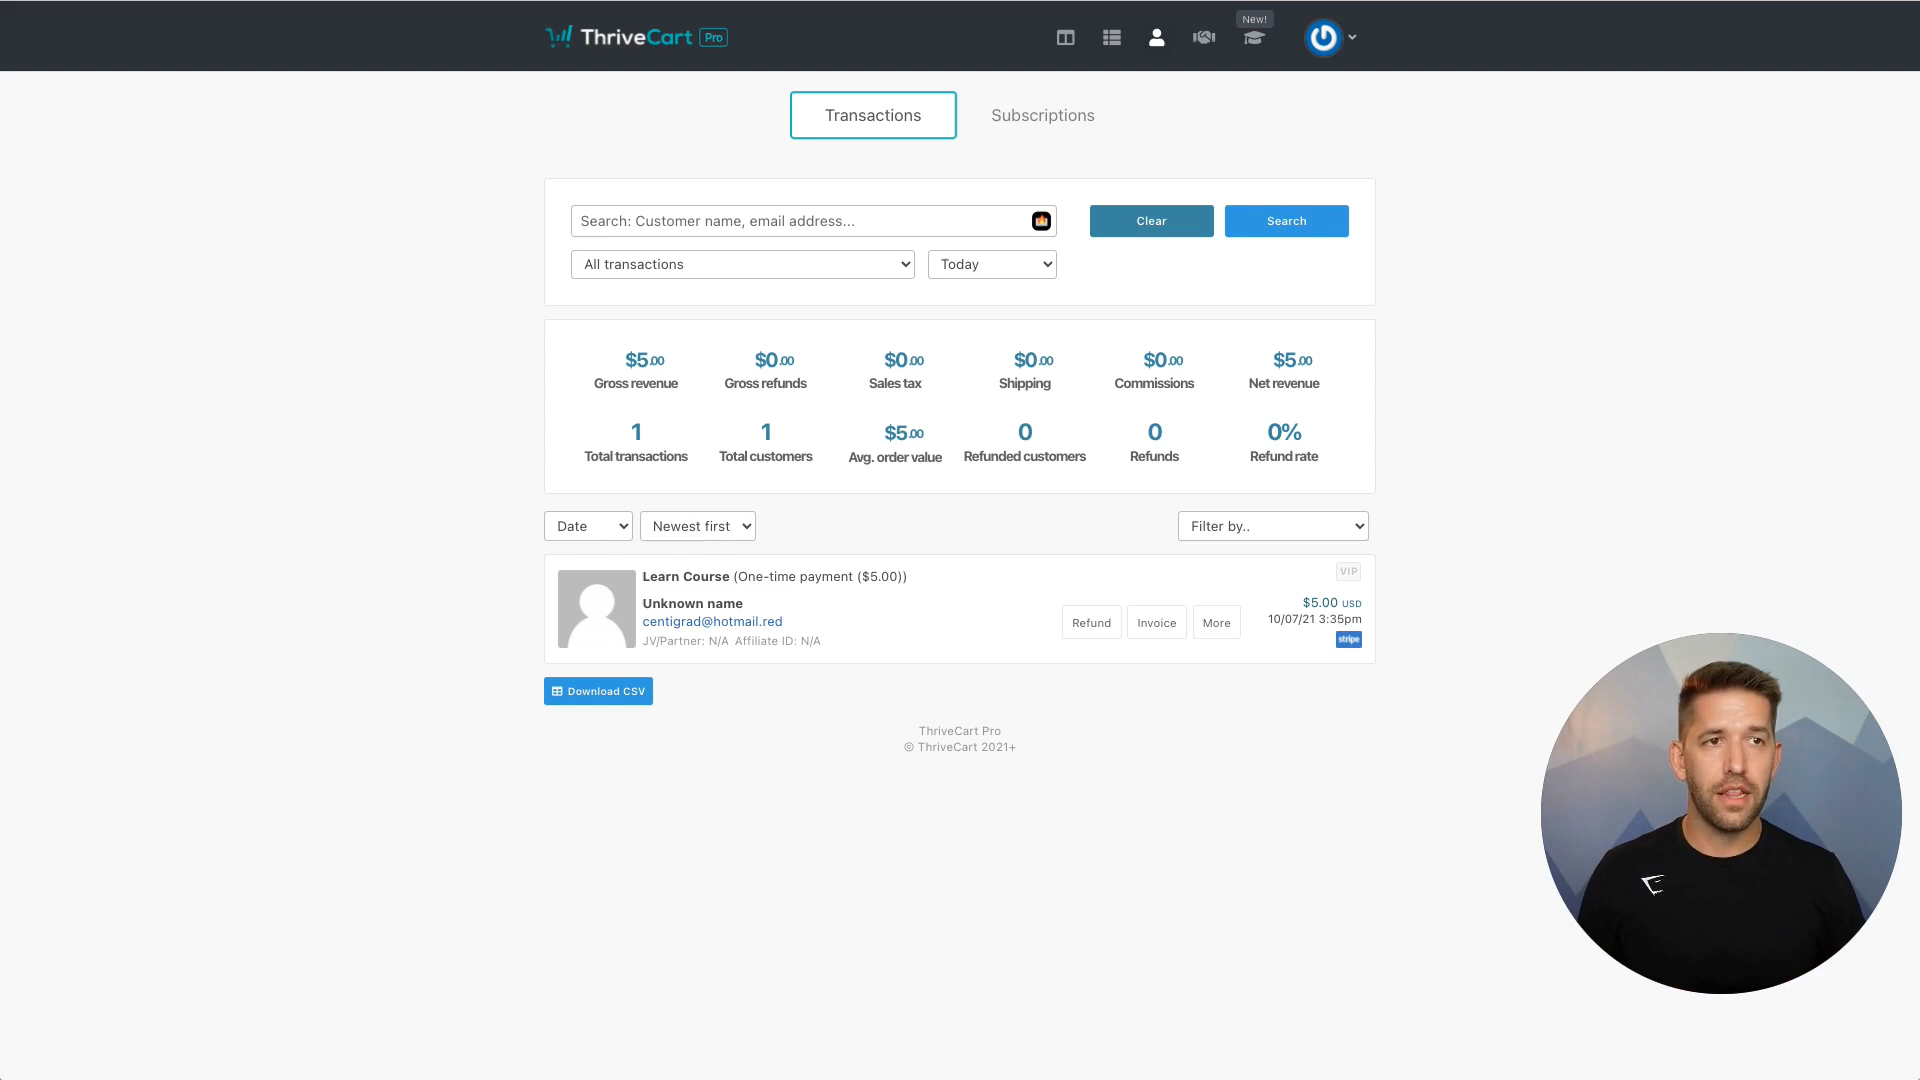 New!
ThriveCart Pro
Transactions Subscriptions
Search: Customer name, email address... Clear Search
All transactions Today
$5.00 $0.00 $0.00 $0.00 $0.00 $5.00
Gross revenue Gross refunds Sales tax Shipping Commissions Net revenue
1 1 $5.00 0 0 0%
Total transactions Total customers Avg. order value Refunded customers Refunds Refund rate
Date Newest first Filter by..
Learn Course (One-time payment ($5.00)) VIP
Unknown name $5.00 USD
centigrad@hotmail.red Refund Invoice More 10/07/21 3:35pm
JV/Partner: N/A Affiliate ID: N/A stripe
Download CSV
ThriveCart Pro
© ThriveCart 2021+